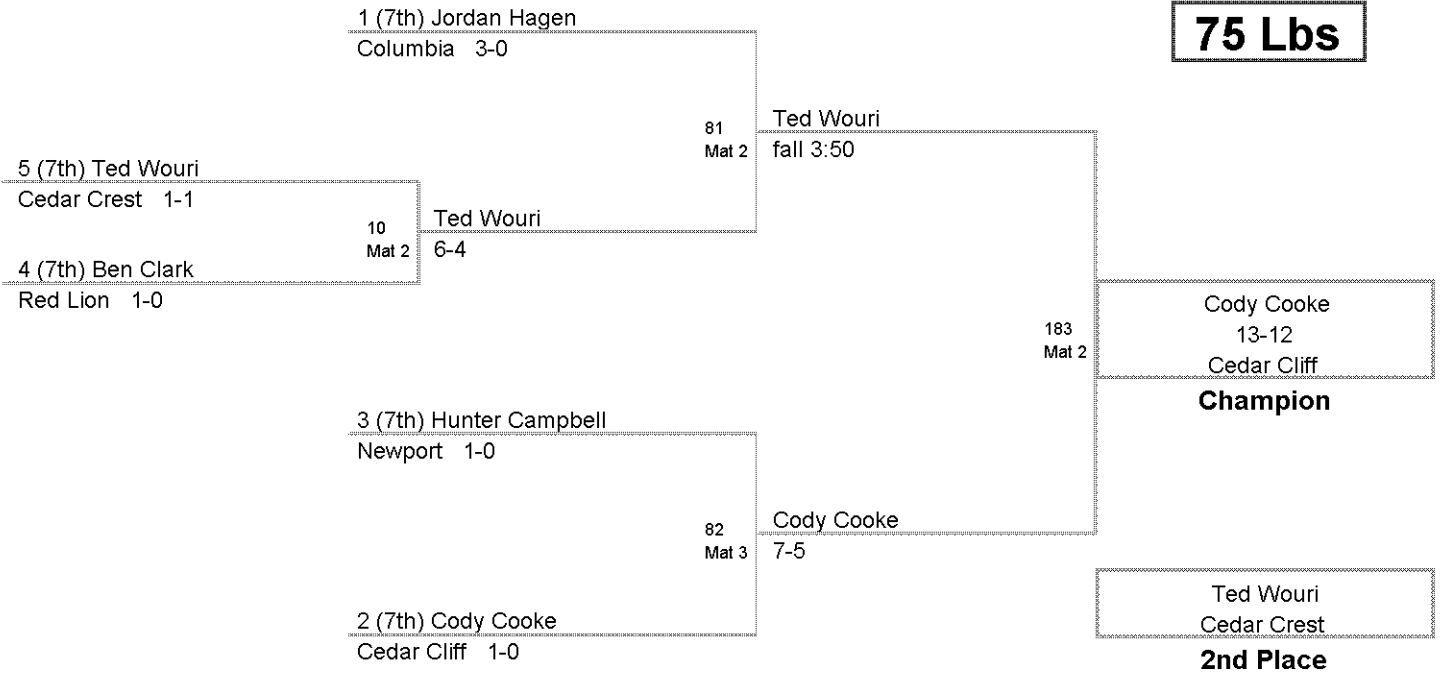 1 (7th) Jordan Hagen
Columbia 3-0
75 Lbs
81
Mat 2
Ted Wouri
fall 3:50
5 (7th) Ted Wouri
Cedar Crest 1-1
10
Mat 2
Ted Wouri
6-4
4 (7th) Ben Clark
Red Lion 1-0
183
Mat 2
Cody Cooke
13-12
Cedar Cliff
Champion
3 (7th) Hunter Campbell
Newport 1-0
82
Mat 3
Cody Cooke
7-5
2 (7th) Cody Cooke
Cedar Cliff 1-0
Ted Wouri
Cedar Crest
2nd Place